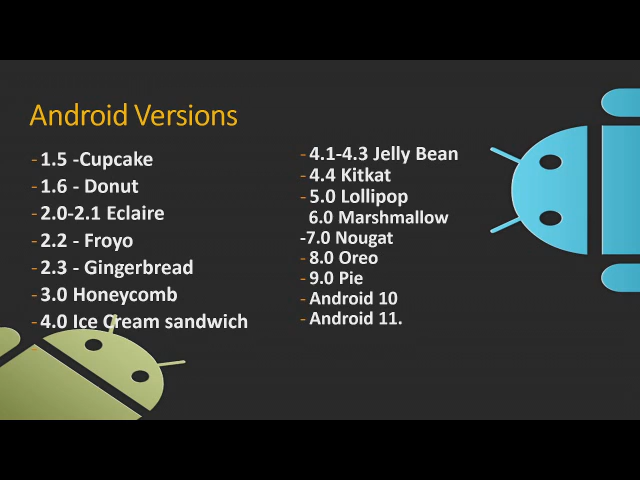 Android Versions
- 1.5 -Cupcake
- 1.6 - Donut
- 2.0-2.1 Eclaire
- 2.2 - Froyo
- 2.3 - Gingerbread
- 3.0 Honeycomb
- 4.0 Ice Cream sandwich
-
- 4.1-4.3 Jelly Bean
- 4.4 Kitkat
- 5.0 Lollipop
6.0 Marshmallow
-7.0 Nougat
- 8.0 Oreo
- 9.0 Pie
- Android 10
- Android 11.